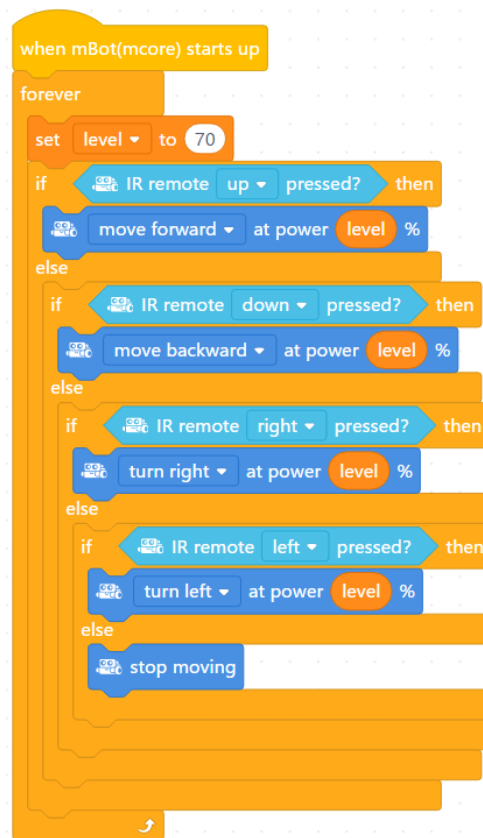 when mBot(mcore) starts up
forever
set level to 70
if IR remote up pressed? then
move forward at power level %
else
if IR remote down pressed? then
move backward at power level %
else
if IR remote right pressed? then
turn right at power level %
else
if IR remote left pressed? then
turn left at power level %
else
stop moving